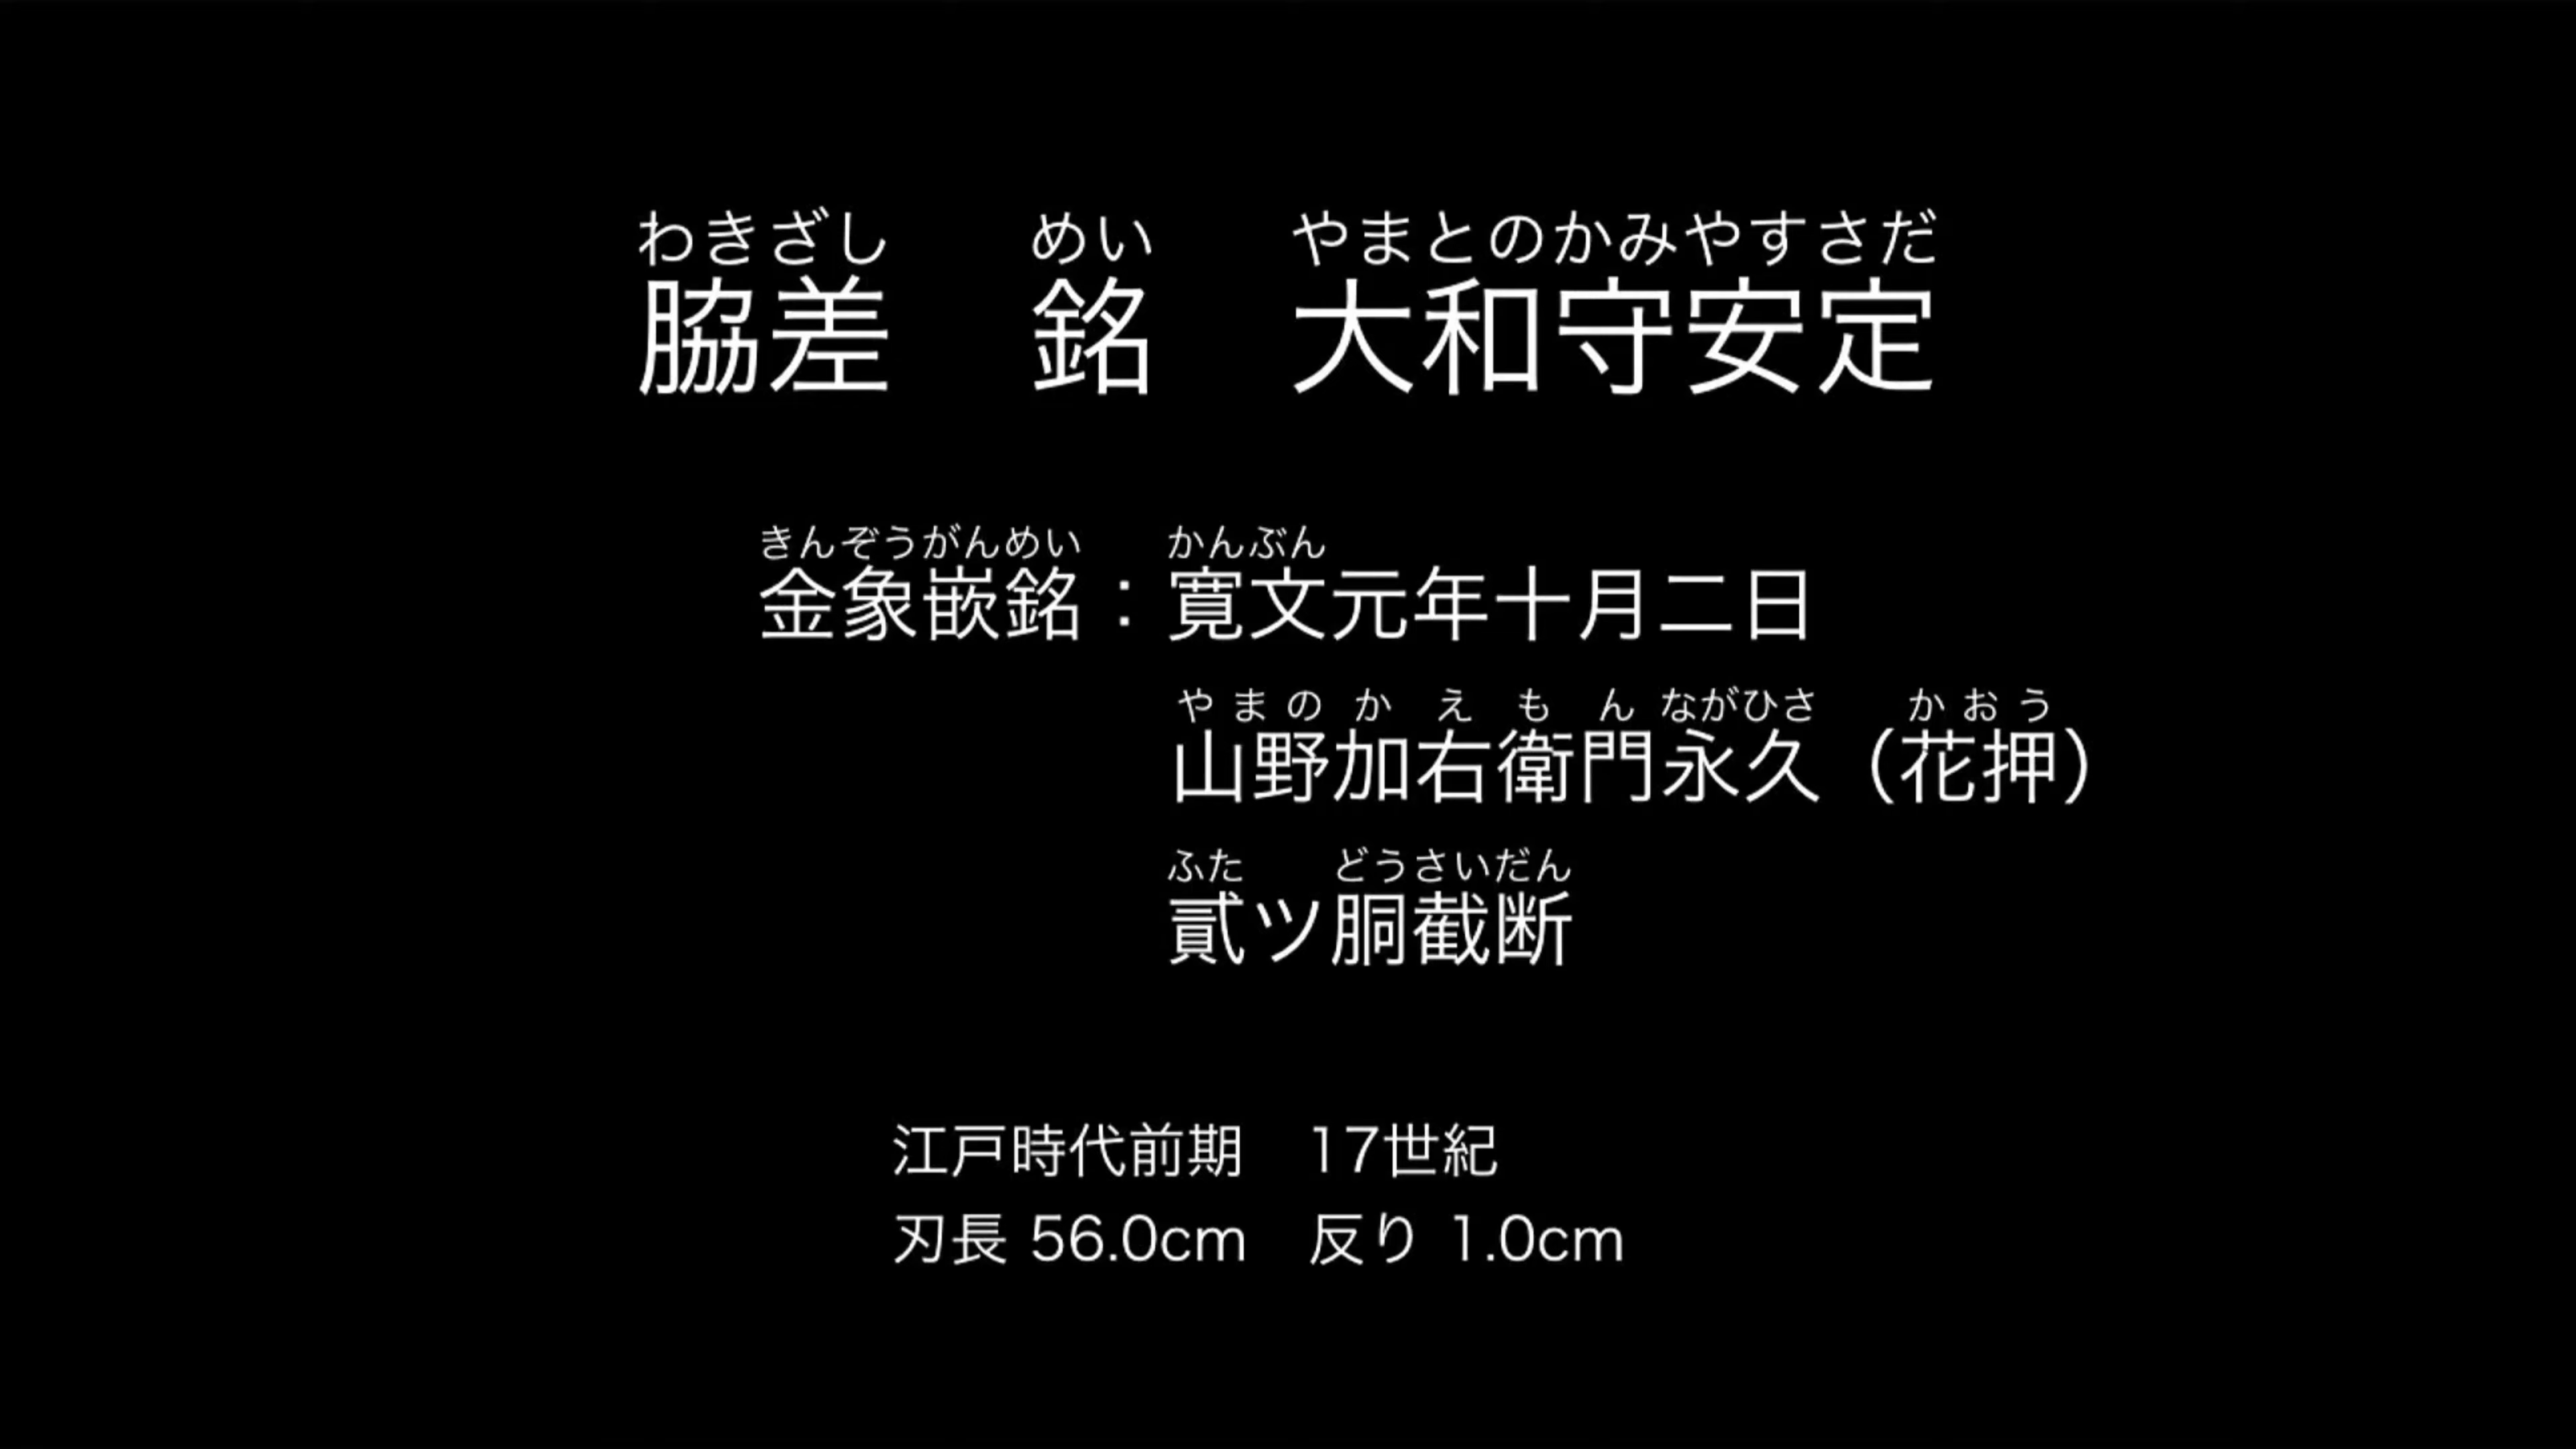 わきざし　めい　やまとのかみやすさだ
脇差　銘　大和守安定
きんぞうがんめい　かんぶん
金象嵌銘：寛文元年十月二日
やまのかえもんながひさ　かおう
山野加右衛門永久（花押）
ふた　どうさいだん
貳ツ胴截断
江戸時代前期　17世紀
刃長 56.0cm　反り 1.0cm